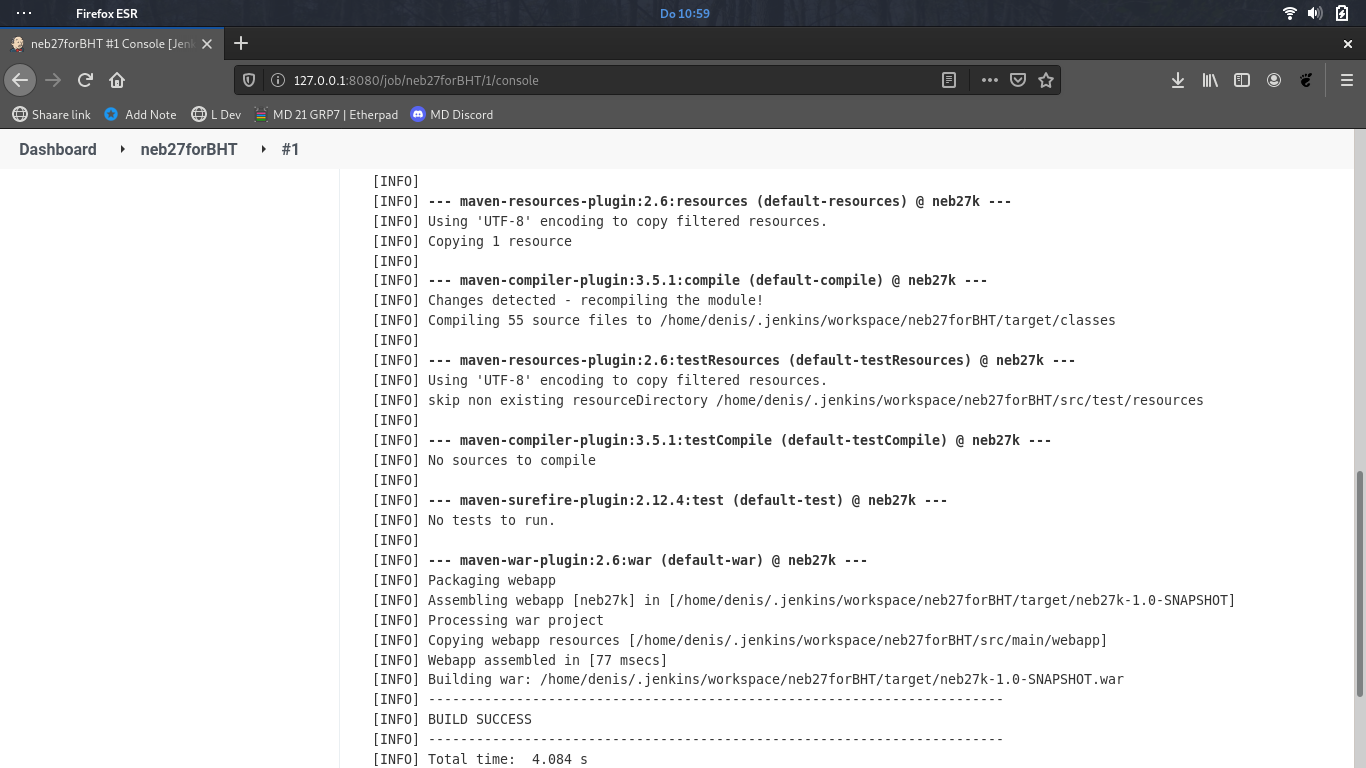 Firefox ESR
Do 10:59
neb27forBHT #1 Console [Jen
127.0.0.1:8080/job/neb27forBHT/1/console
Shaare link Add Note L Dev MD 21 GRP7 | Etherpad MD Discord
Dashboard neb27forBHT #1
[INFO]
[INFO] --- maven-resources-plugin:2.6:resources (default-resources) @ neb27k ---
[INFO] Using 'UTF-8' encoding to copy filtered resources.
[INFO] Copying 1 resource
[INFO]
[INFO] --- maven-compiler-plugin:3.5.1:compile (default-compile) @ neb27k ---
[INFO] Changes detected - recompiling the module!
[INFO] Compiling 55 source files to /home/denis/.jenkins/workspace/neb27forBHT/target/classes
[INFO]
[INFO] --- maven-resources-plugin:2.6:testResources (default-testResources) @ neb27k ---
[INFO] Using 'UTF-8' encoding to copy filtered resources.
[INFO] skip non existing resourceDirectory /home/denis/.jenkins/workspace/neb27forBHT/src/test/resources
[INFO]
[INFO] --- maven-compiler-plugin:3.5.1:testCompile (default-testCompile) @ neb27k ---
[INFO] No sources to compile
[INFO]
[INFO] --- maven-surefire-plugin:2.12.4:test (default-test) @ neb27k ---
[INFO] No tests to run.
[INFO]
[INFO] --- maven-war-plugin:2.6:war (default-war) @ neb27k ---
[INFO] Packaging webapp
[INFO] Assembling webapp [neb27k] in [/home/denis/.jenkins/workspace/neb27forBHT/target/neb27k-1.0-SNAPSHOT]
[INFO] Processing war project
[INFO] Copying webapp resources [/home/denis/.jenkins/workspace/neb27forBHT/src/main/webapp]
[INFO] Webapp assembled in [77 msecs]
[INFO] Building war: /home/denis/.jenkins/workspace/neb27forBHT/target/neb27k-1.0-SNAPSHOT.war
[INFO] ------------------------------------------------------------------------
[INFO] BUILD SUCCESS
[INFO] ------------------------------------------------------------------------
[INFO] Total time:  4.084 s